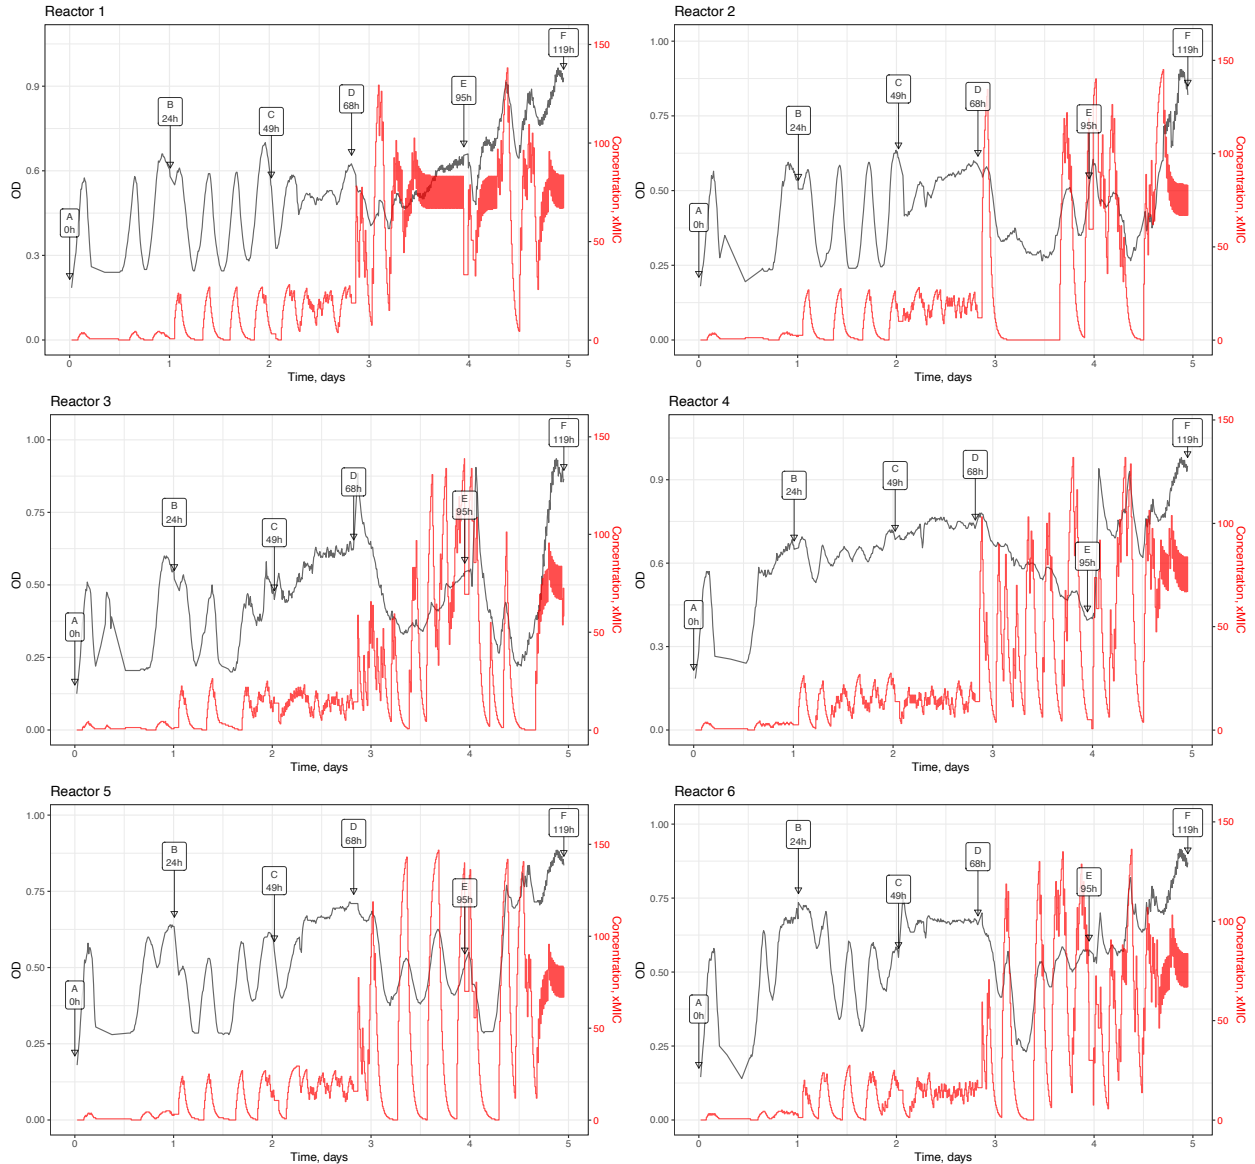 Reactor 1
OD
0.9
0.6
0.3
0.0
A
0h
B
24h
C
49h
D
68h
E
95h
F
119h
150
100
50
0
Concentration, xMIC
0
1
2
3
4
5
Time, days
Reactor 2
OD
1.00
0.75
0.50
0.25
0.00
A
0h
B
24h
C
49h
D
68h
E
95h
F
119h
150
100
50
0
Concentration, xMIC
0
1
2
3
4
5
Time, days
Reactor 3
OD
1.00
0.75
0.50
0.25
0.00
A
0h
B
24h
C
49h
D
68h
E
95h
F
119h
150
100
50
0
Concentration, xMIC
0
1
2
3
4
5
Time, days
Reactor 4
OD
0.9
0.6
0.3
0.0
A
0h
B
24h
C
49h
D
68h
E
95h
F
119h
150
100
50
0
Concentration, xMIC
0
1
2
3
4
5
Time, days
Reactor 5
OD
1.00
0.75
0.50
0.25
0.00
A
0h
B
24h
C
49h
D
68h
E
95h
F
119h
150
100
50
0
Concentration, xMIC
0
1
2
3
4
5
Time, days
Reactor 6
OD
1.00
0.75
0.50
0.25
0.00
A
0h
B
24h
C
49h
D
68h
E
95h
F
119h
150
100
50
0
Concentration, xMIC
0
1
2
3
4
5
Time, days